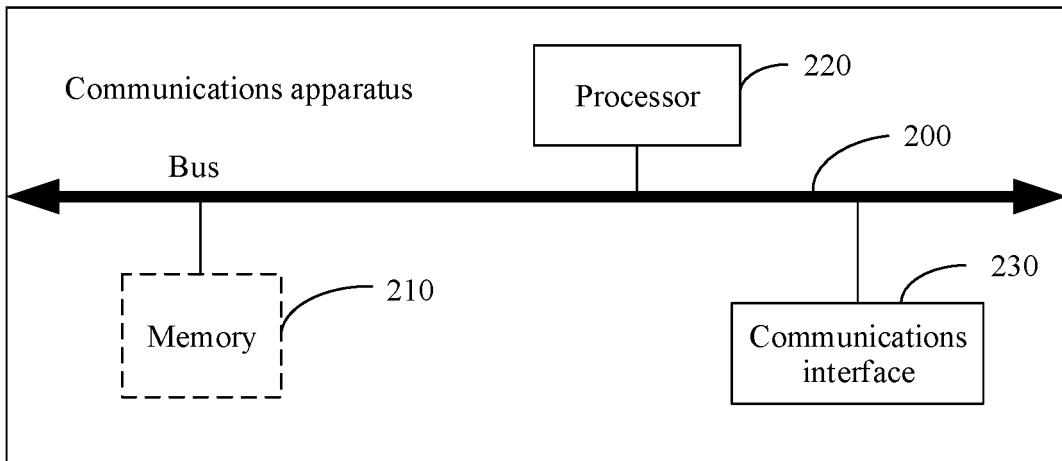 220
Communications apparatus
Processor
200
Bus
230
210
Memory
Communications
interface